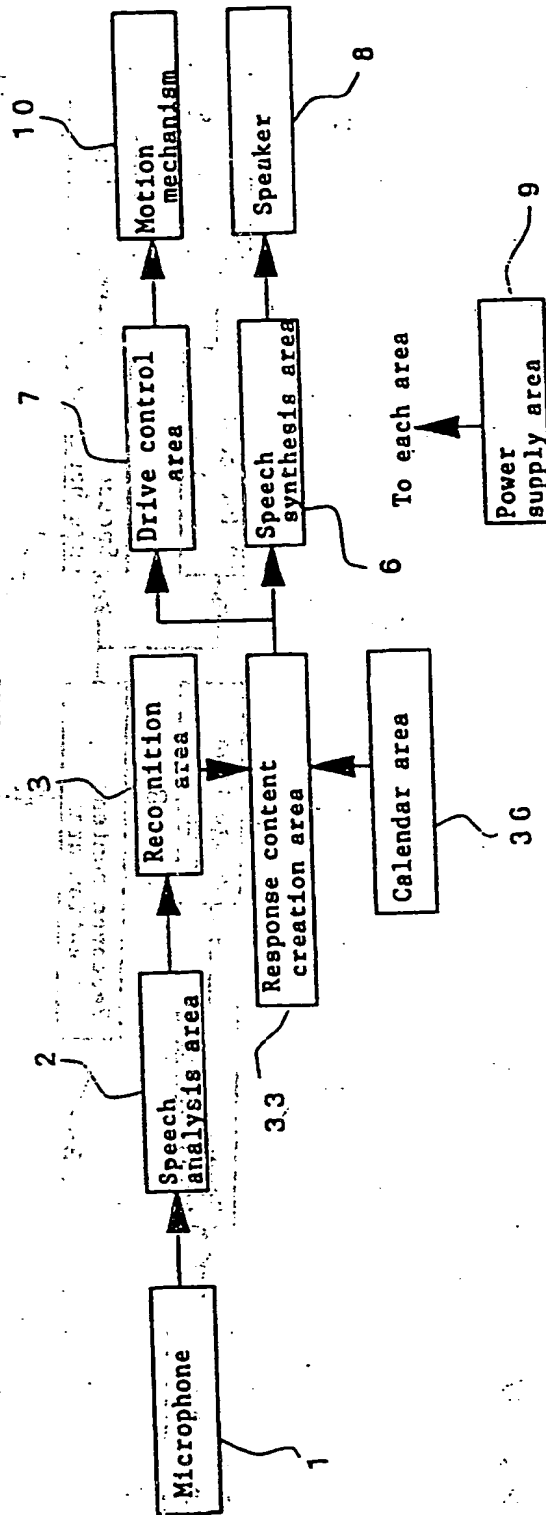 Microphone
1
Speech
analysis area
2
Recognition
area
3
Response content
creation area
33
Calendar area
36
Drive control
area
7
Motion
mechanism
10
Speech
synthesis area
6
Speaker
8
To each area
Power
supply area
9